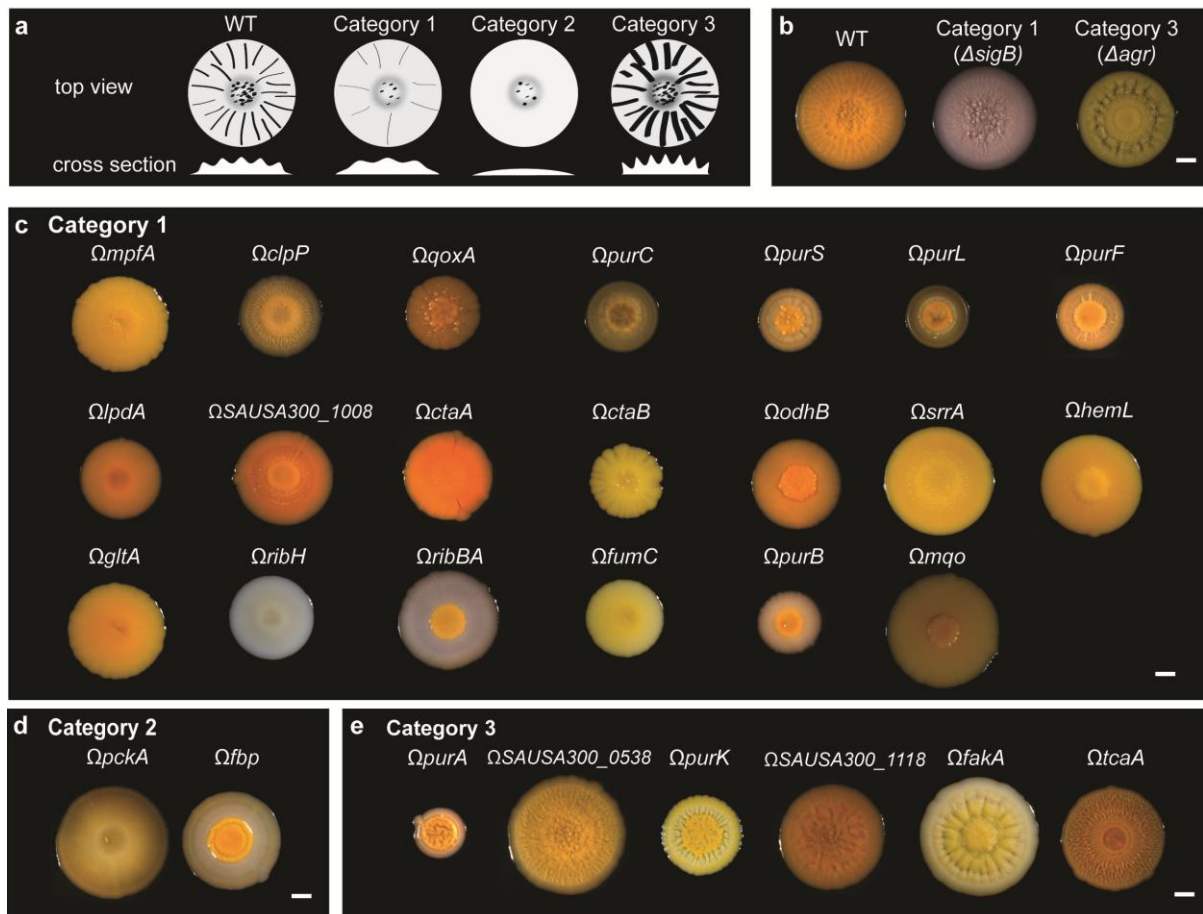 a
WT Category 1 Category 2 Category 3
top view
cross section
b
WT Category 1 Category 3
(ΔsigB) (Δagr)
c Category 1
ΩmpfA ΩclpP ΩqoxA ΩpurC ΩpurS ΩpurL ΩpurF
ΩlpdA ΩSAUSA300_1008 ΩctaA ΩctaB ΩodhB ΩsrrA ΩhemL
ΩgltA ΩribH ΩribBA ΩfumC ΩpurB Ωmqo
d Category 2
ΩpckA Ωfbp
e Category 3
ΩpurA ΩSAUSA300_0538 ΩpurK ΩSAUSA300_1118 ΩfakA ΩtcaA